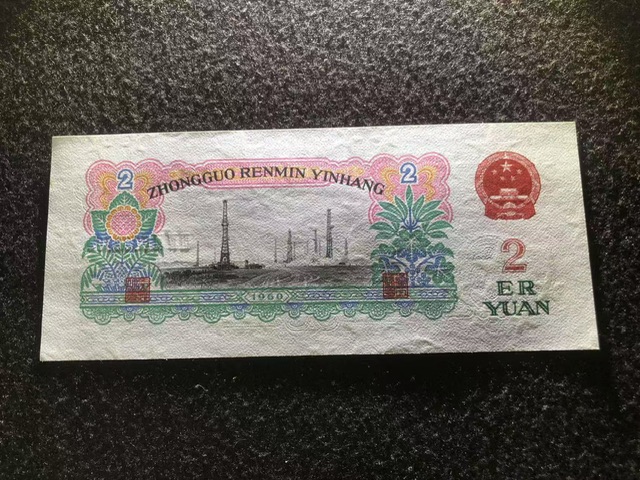 2
ZHONGGUO RENMIN YINHANG
2
1960
2
ER
YUAN